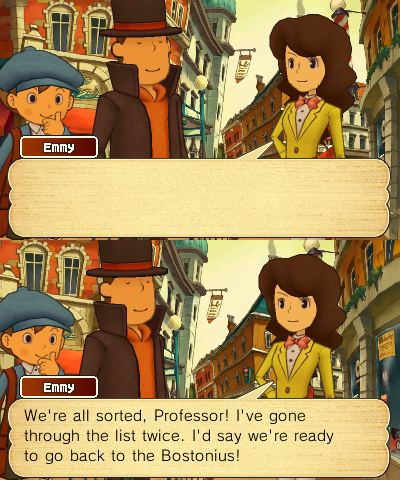 Emmy
Emmy
We're all sorted, Professor! I've gone
through the list twice. I'd say we're ready
to go back to the Bostonius!